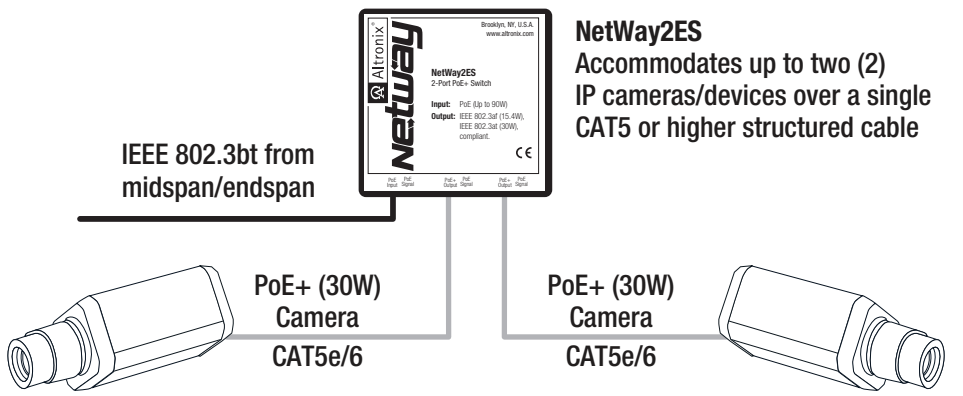 Altronix®
Netway
Brooklyn, NY, U.S.A.
www.altronix.com
NetWay2ES
2-Port PoE+ Switch
Input: PoE (Up to 90W)
Output: IEEE 802.3af (15.4W),
IEEE 802.3at (30W),
compliant.
CE
PoE Input
PoE Signal
PoE+ Output
PoE Signal
PoE+ Output
PoE Signal
NetWay2ES
Accommodates up to two (2)
IP cameras/devices over a single
CAT5 or higher structured cable
IEEE 802.3bt from
midspan/endspan
PoE+ (30W)
Camera
CAT5e/6
PoE+ (30W)
Camera
CAT5e/6